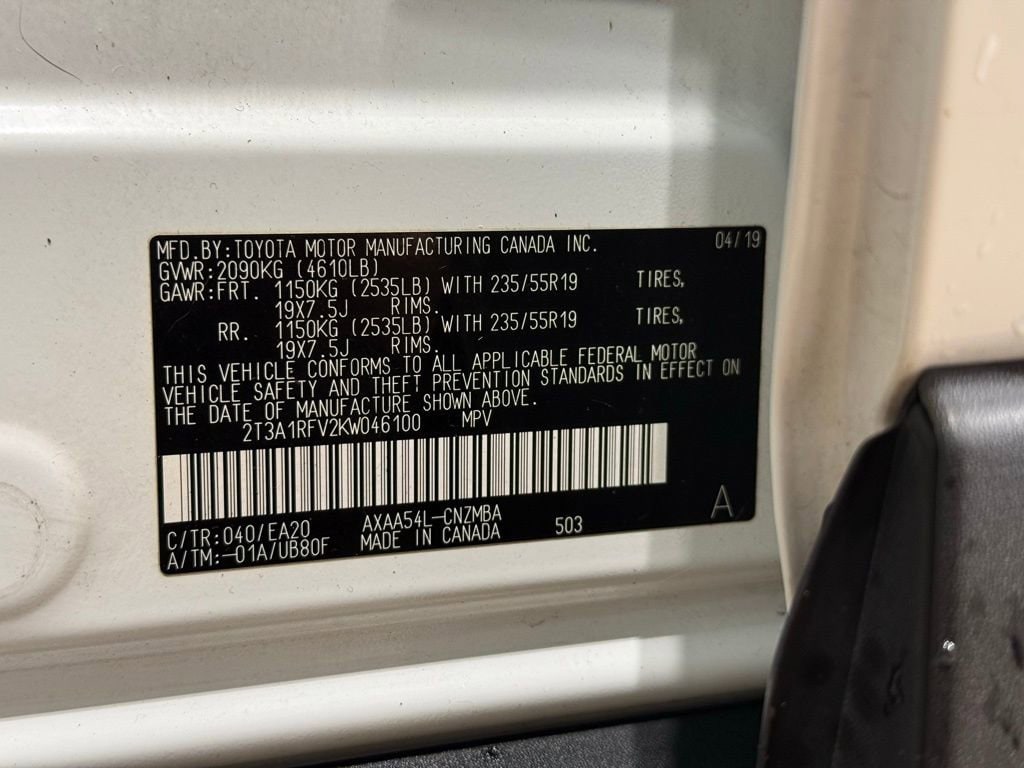 MFD.BY:TOYOTA MOTOR MANUFACTURING CANADA INC. 04/19
GVWR:2090KG (4610LB)
GAWR:FRT. 1150KG (2535LB) WITH 235/55R19 TIRES,
19X7.5J RIMS.
RR. 1150KG (2535LB) WITH 235/55R19 TIRES,
19X7.5J RIMS.
THIS VEHICLE CONFORMS TO ALL APPLICABLE FEDERAL MOTOR
VEHICLE SAFETY AND THEFT PREVENTION STANDARDS IN EFFECT ON
THE DATE OF MANUFACTURE SHOWN ABOVE.
2T3A1RFV2KW046100 MPV
C/TR:040/EA20 AXAA54L-CNZMBA 503 A
A/TM:-01A/UB80F MADE IN CANADA